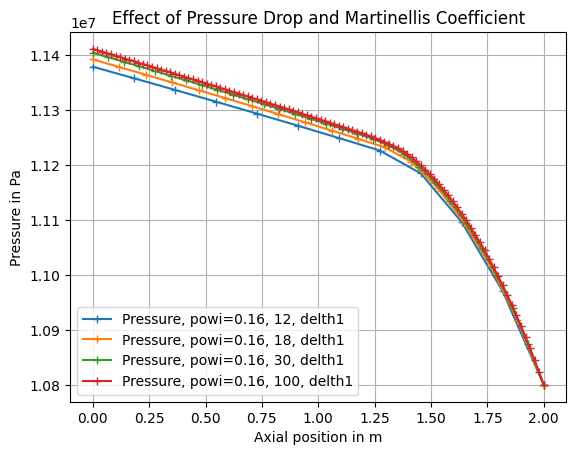 Effect of Pressure Drop and Martinellis Coefficient
1e7
1.14
1.13
1.12
1.11
1.10
1.09
1.08
Pressure in Pa
Pressure, powi=0.16, 12, delth1
Pressure, powi=0.16, 18, delth1
Pressure, powi=0.16, 30, delth1
Pressure, powi=0.16, 100, delth1
0.00 0.25 0.50 0.75 1.00 1.25 1.50 1.75 2.00
Axial position in m